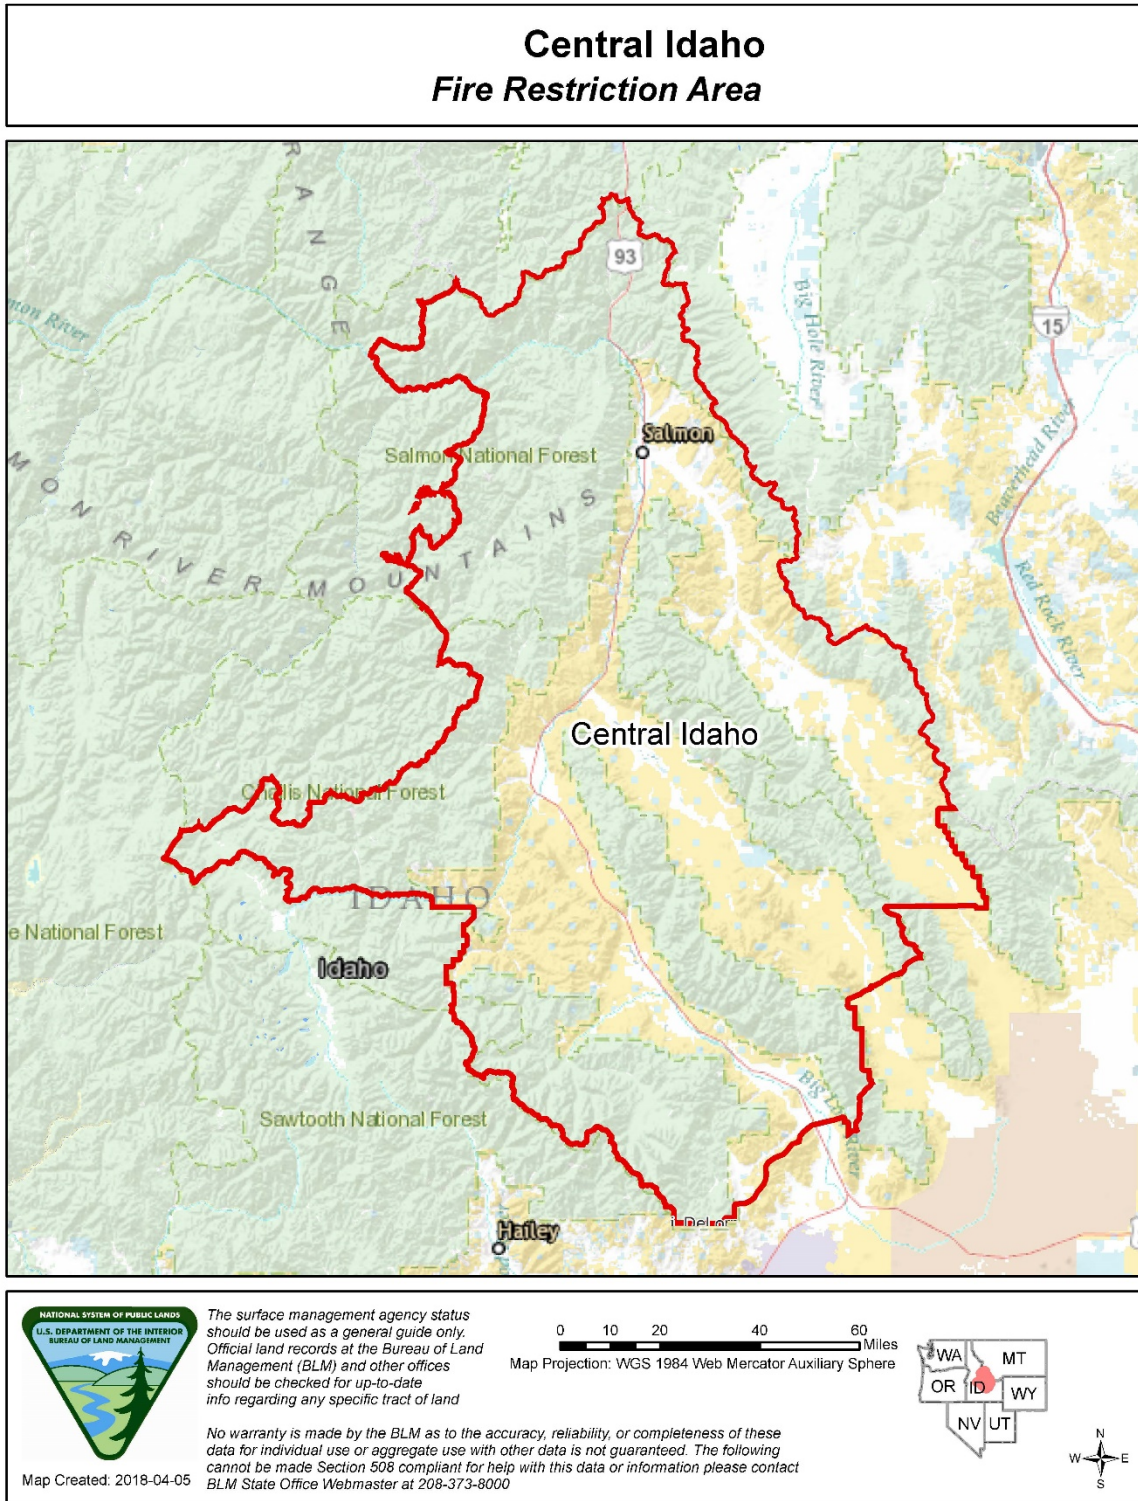 Central Idaho
Fire Restriction Area
RANGE
93
15
Big Hole River
mon River
Beaverhead River
Salmon
Salmon National Forest
MON RIVER MOUNTAINS
Red Rock River
Central Idaho
Challis National Forest
IDAHO
e National Forest
Idaho
Big Lost River
Sawtooth National Forest
Hailey
NATIONAL SYSTEM OF PUBLIC LANDS
U.S. DEPARTMENT OF THE INTERIOR
BUREAU OF LAND MANAGEMENT
Map Created: 2018-04-05
The surface management agency status
should be used as a general guide only.
Official land records at the Bureau of Land
Management (BLM) and other offices
should be checked for up-to-date
info regarding any specific tract of land
No warranty is made by the BLM as to the accuracy, reliability, or completeness of these
data for individual use or aggregate use with other data is not guaranteed. The following
cannot be made Section 508 compliant for help with this data or information please contact
BLM State Office Webmaster at 208-373-8000
0 10 20 40 60
Miles
Map Projection: WGS 1984 Web Mercator Auxiliary Sphere
WA
MT
OR
ID
WY
NV
UT
N
W E
S